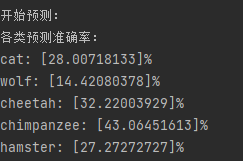 开始预测：
各类预测准确率：
cat: [28.00718133]%
wolf: [14.42080378]%
cheetah: [32.22003929]%
chimpanzee: [43.06451613]%
hamster: [27.27272727]%